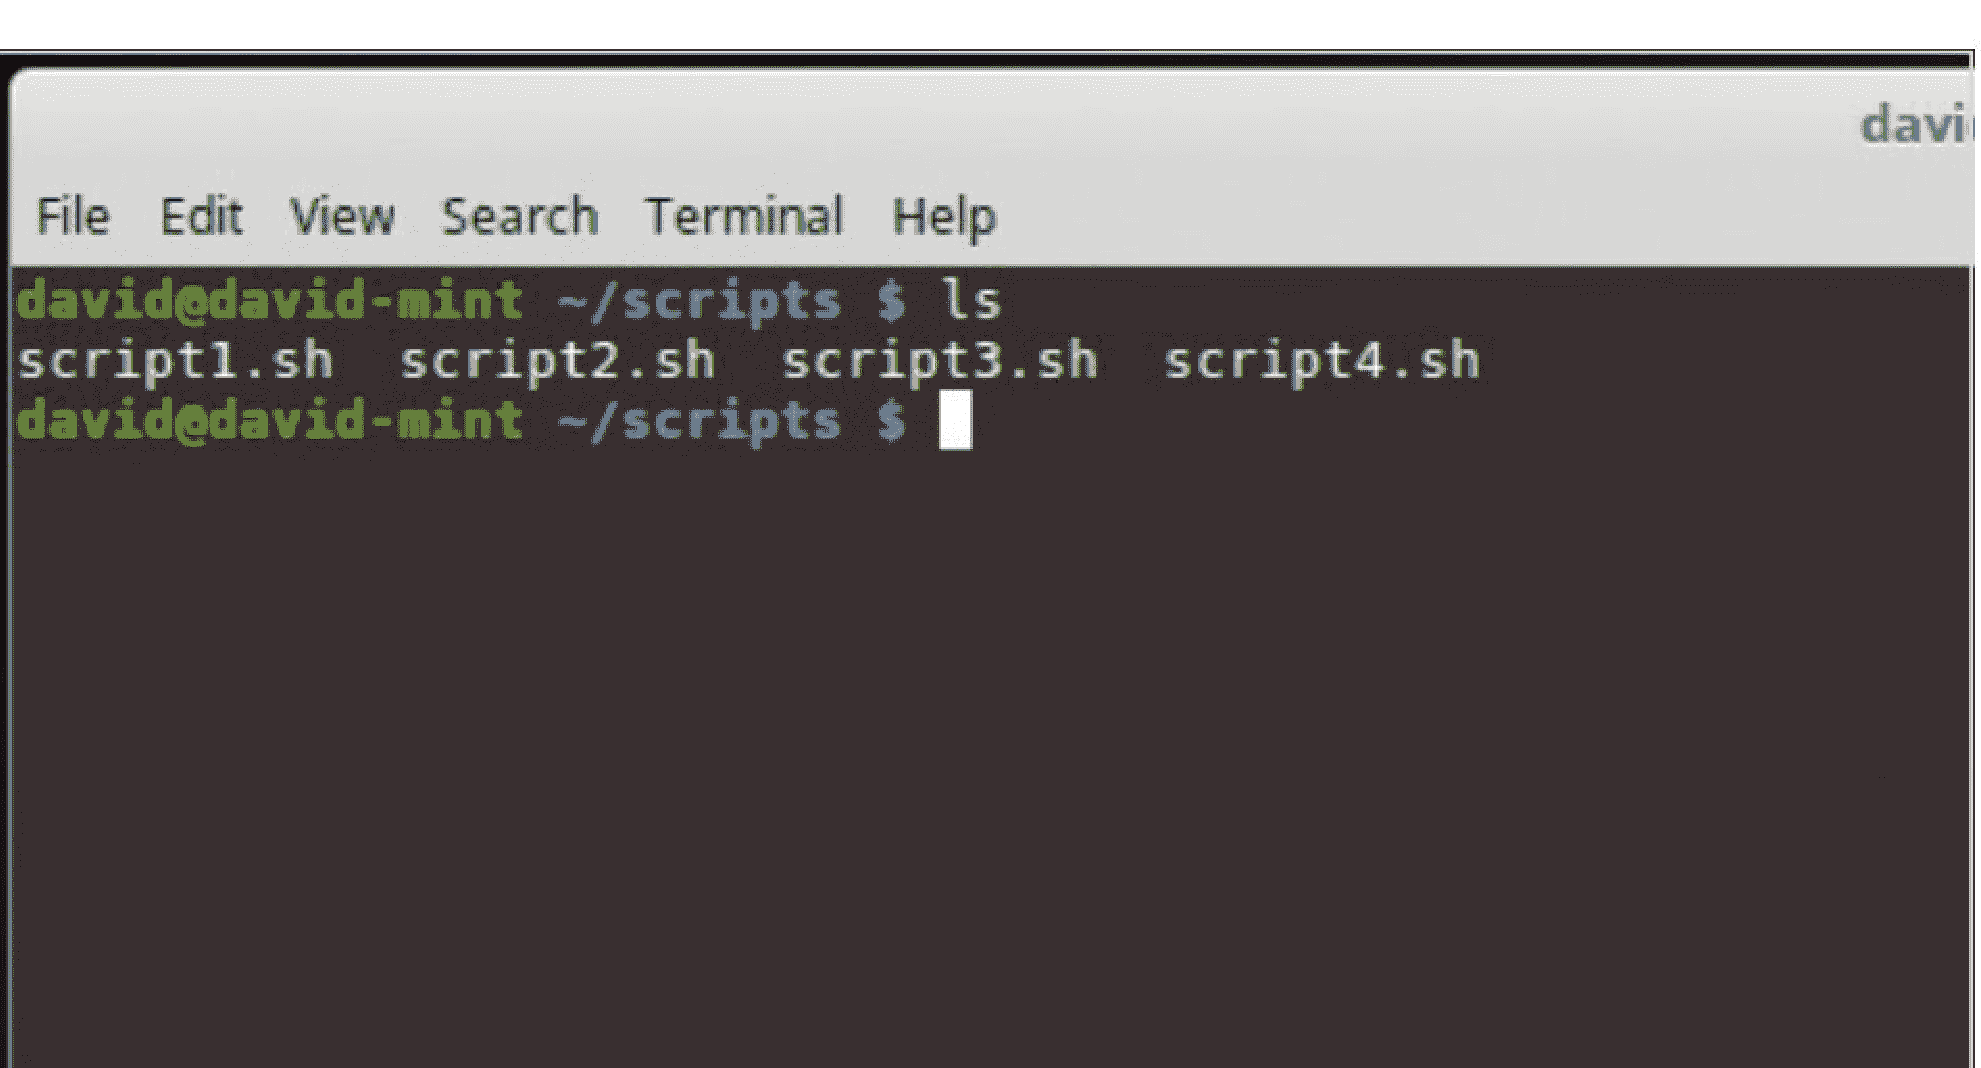 davi
File Edit View Search Terminal Help
david@david-mint ~/scripts $ ls
script1.sh script2.sh script3.sh script4.sh
david@david-mint ~/scripts $